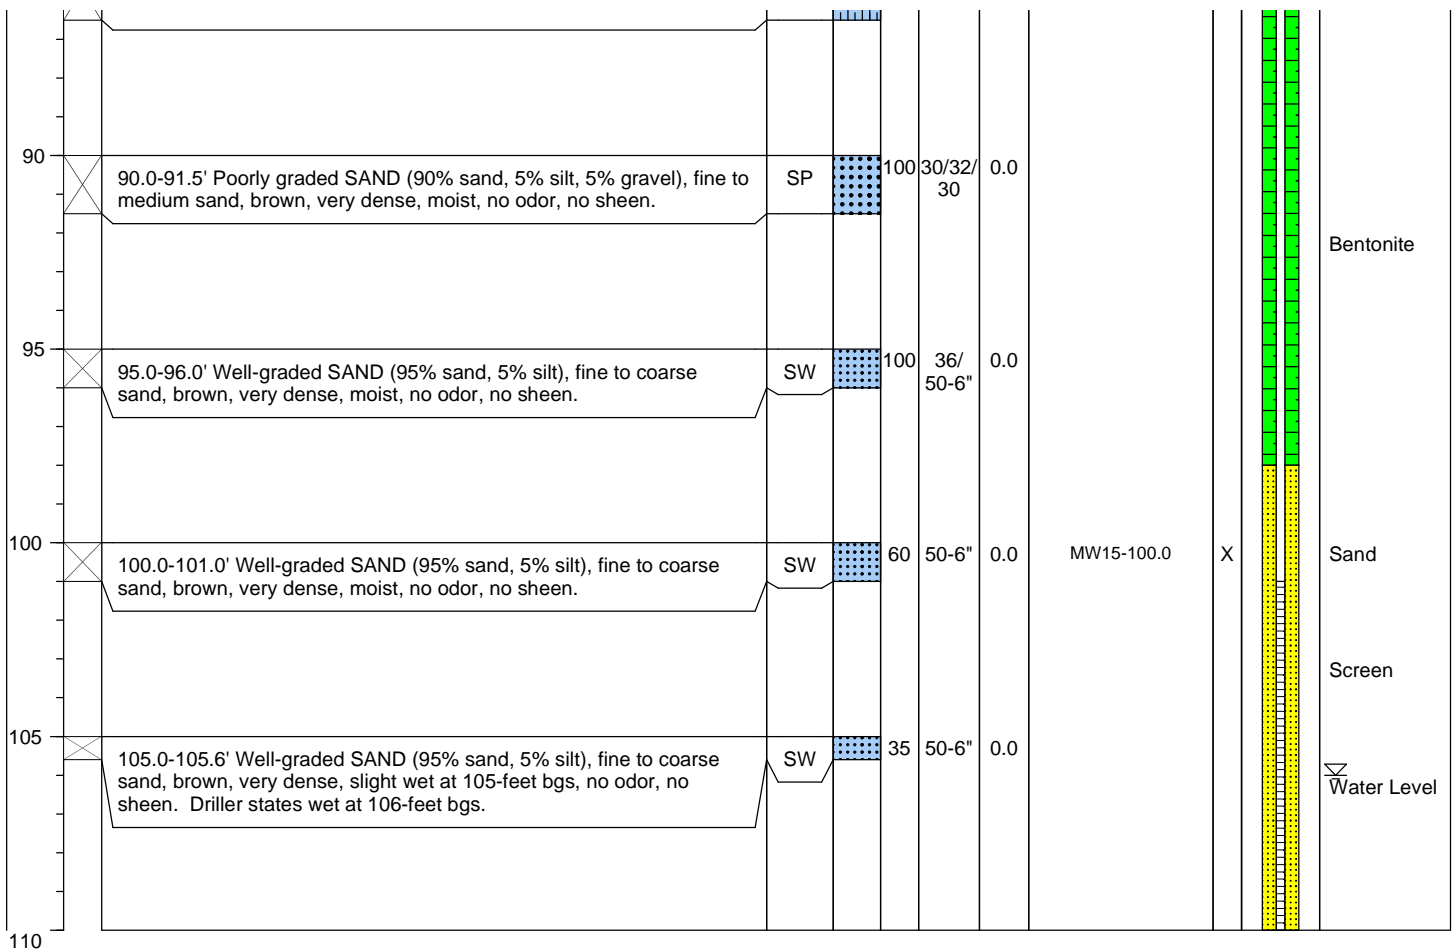 90
90.0-91.5' Poorly graded SAND (90% sand, 5% silt, 5% gravel), fine to
medium sand, brown, very dense, moist, no odor, no sheen.
SP
100
30/32/
30
0.0
Bentonite
95
95.0-96.0' Well-graded SAND (95% sand, 5% silt), fine to coarse
sand, brown, very dense, moist, no odor, no sheen.
SW
100
36/
50-6"
0.0
100
100.0-101.0' Well-graded SAND (95% sand, 5% silt), fine to coarse
sand, brown, very dense, moist, no odor, no sheen.
SW
60
50-6"
0.0
MW15-100.0
X
Sand
Screen
105
105.0-105.6' Well-graded SAND (95% sand, 5% silt), fine to coarse
sand, brown, very dense, slight wet at 105-feet bgs, no odor, no
sheen.  Driller states wet at 106-feet bgs.
SW
35
50-6"
0.0
Water Level
110